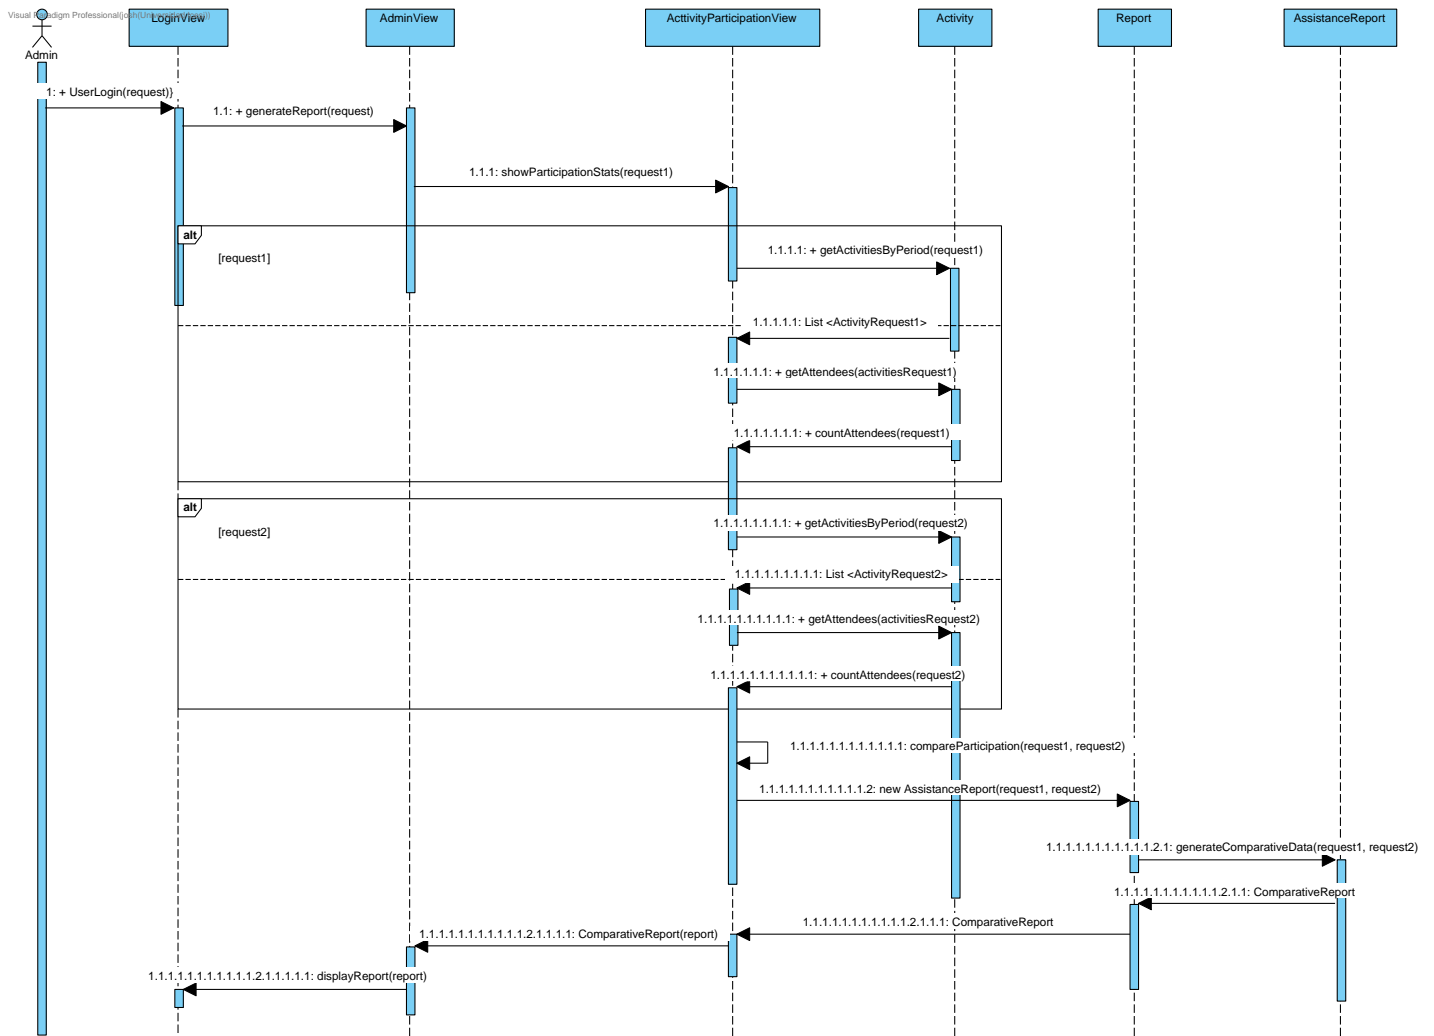 Visual Paradigm Professional(josh(Universidad
LoginView
AdminView
ActtivityParticipationView
Activity
Report
AssistanceReport
Admin
1: + UserLogin(request)}
1.1: + generateReport(request)
1.1.1: showParticipationStats(request1)
alt
[request1]
1.1.1.1: + getActivitiesByPeriod(request1)
1.1.1.1.1: List <ActivityRequest1>
1.1.1.1.1.1: + getAttendees(activitiesRequest1)
1.1.1.1.1.1.1: + countAttendees(request1)
alt
[request2]
1.1.1.1.1.1.1.1: + getActivitiesByPeriod(request2)
1.1.1.1.1.1.1.1.1: List <ActivityRequest2>
1.1.1.1.1.1.1.1.1.1: + getAttendees(activitiesRequest2)
1.1.1.1.1.1.1.1.1.1.1: + countAttendees(request2)
1.1.1.1.1.1.1.1.1.1.1.1: compareParticipation(request1, request2)
1.1.1.1.1.1.1.1.1.1.1.2: new AssistanceReport(request1, request2)
1.1.1.1.1.1.1.1.1.1.1.2.1: generateComparativeData(request1, request2)
1.1.1.1.1.1.1.1.1.1.1.2.1.1: ComparativeReport
1.1.1.1.1.1.1.1.1.1.1.2.1.1.1: ComparativeReport
1.1.1.1.1.1.1.1.1.1.1.2.1.1.1.1: ComparativeReport(report)
1.1.1.1.1.1.1.1.1.1.1.2.1.1.1.1.1: displayReport(report)